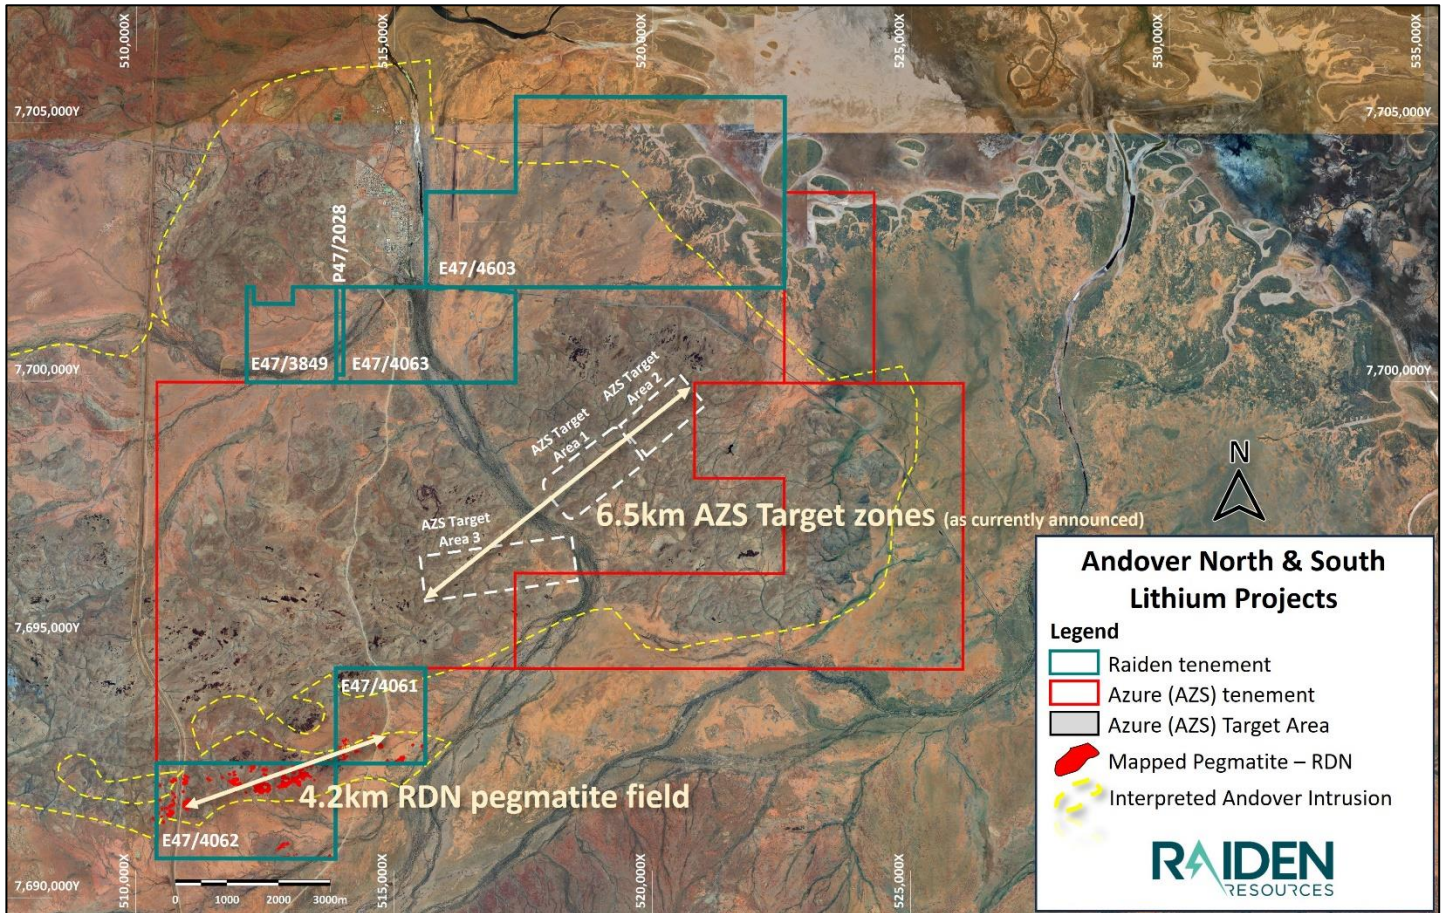 510,000X
515,000X
520,000X
525,000X
530,000X
535,000X
7,705,000Y
7,705,000Y
P47/2028
E47/4603
E47/3849
E47/4063
7,700,000Y
7,700,000Y
AZS Target
Area 2
AZS Target
Area 1
AZS Target
Area 3
6.5km AZS Target zones (as currently announced)
N
7,695,000Y
E47/4061
4.2km RDN pegmatite field
E47/4062
7,690,000Y
510,000X
515,000X
520,000X
525,000X
0 1000 2000 3000m
Andover North & South
Lithium Projects
Legend
Raiden tenement
Azure (AZS) tenement
Azure (AZS) Target Area
Mapped Pegmatite – RDN
Interpreted Andover Intrusion
RAIDEN
RESOURCES